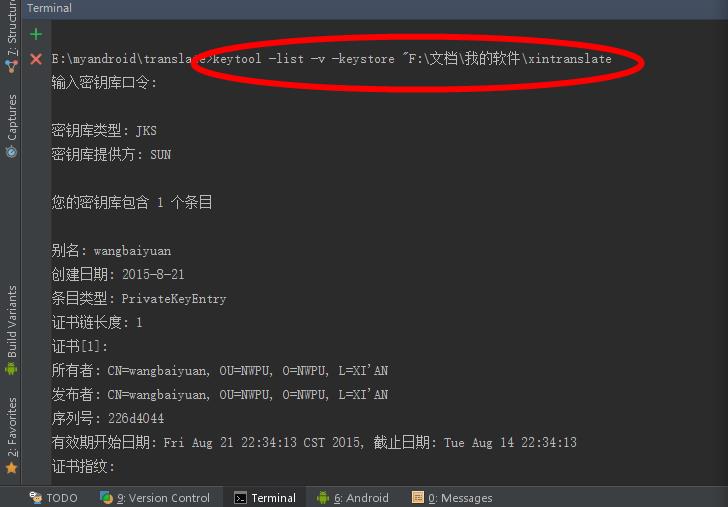 Terminal
E:\myandroid\translate>keytool -list -v -keystore "F:\文档\我的软件\xintranslate
输入密钥库口令:
密钥库类型: JKS
密钥库提供方: SUN
您的密钥库包含 1 个条目
别名: wangbaiyuan
创建日期: 2015-8-21
条目类型: PrivateKeyEntry
证书链长度: 1
证书[1]:
所有者: CN=wangbaiyuan, OU=NWPU, O=NWPU, L=XI'AN
发布者: CN=wangbaiyuan, OU=NWPU, O=NWPU, L=XI'AN
序列号: 226d4044
有效期开始日期: Fri Aug 21 22:34:13 CST 2015, 截止日期: Tue Aug 14 22:34:13
证书指纹:
7: Structure
Captures
Build Variants
2: Favorites
TODO 9: Version Control Terminal 6: Android 0: Messages